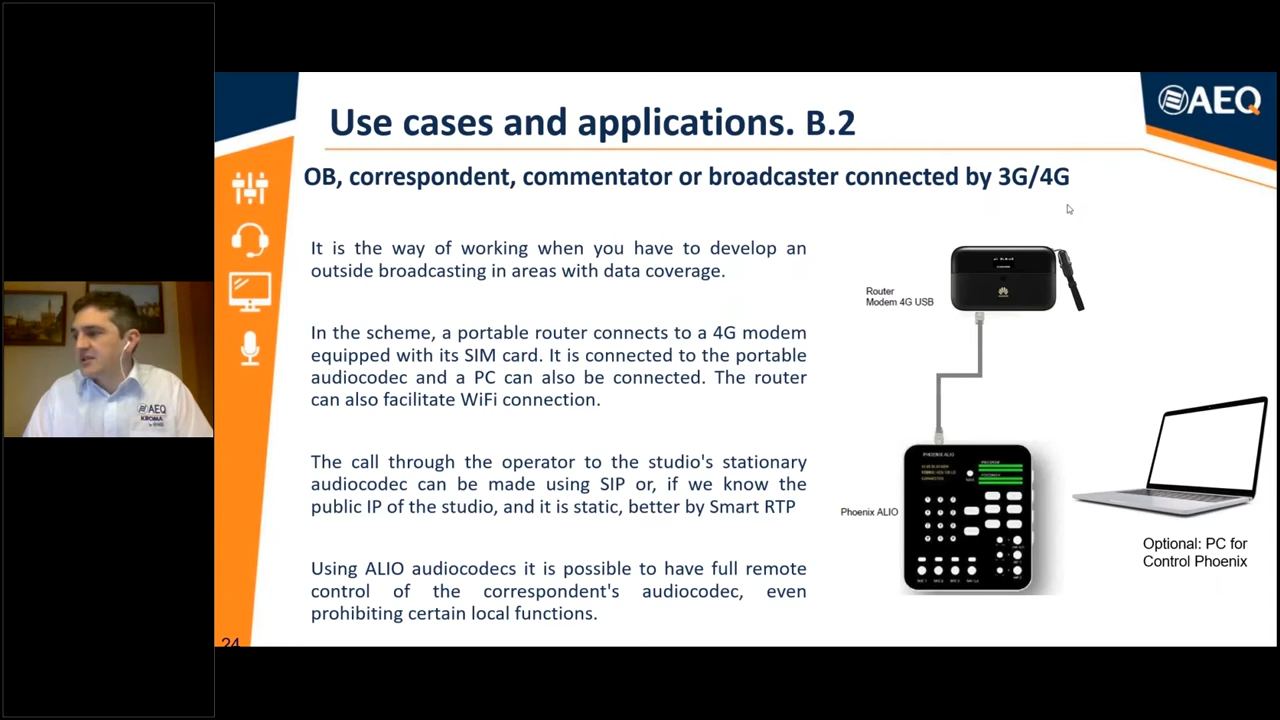 Use cases and applications. B.2
AEQ
OB, correspondent, commentator or broadcaster connected by 3G/4G
It is the way of working when you have to develop an
outside broadcasting in areas with data coverage.
Router
Modem 4G USB
In the scheme, a portable router connects to a 4G modem
equipped with its SIM card. It is connected to the portable
audiocodec and a PC can also be connected. The router
can also facilitate WiFi connection.
AEQ
KROMA
The call through the operator to the studio's stationary
audiocodec can be made using SIP or, if we know the
public IP of the studio, and it is static, better by Smart RTP
PHOENIX ALIO
Phoenix ALIO
Optional: PC for
Control Phoenix
Using ALIO audiocodecs it is possible to have full remote
control of the correspondent's audiocodec, even
prohibiting certain local functions.
24